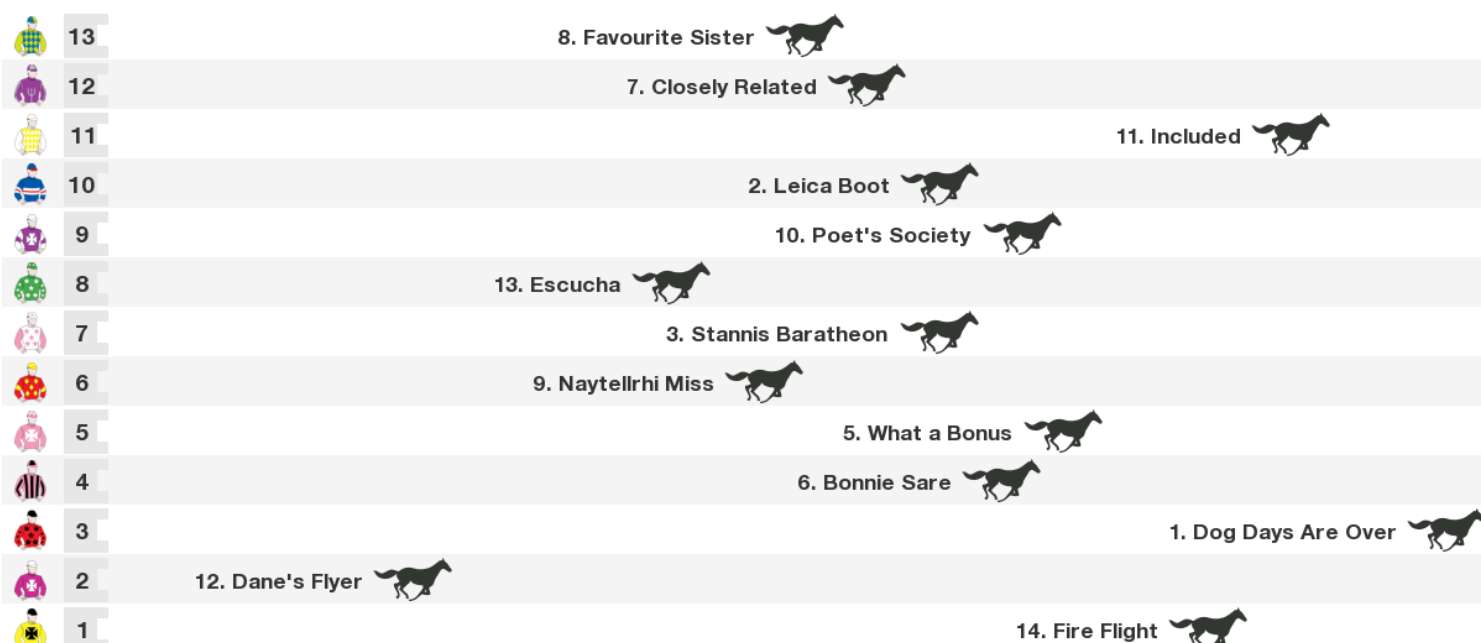 13 8. Favourite Sister
12 7. Closely Related
11 11. Included
10 2. Leica Boot
9 10. Poet's Society
8 13. Escucha
7 3. Stannis Baratheon
6 9. Naytellrhi Miss
5 5. What a Bonus
4 6. Bonnie Sare
3 1. Dog Days Are Over
2 12. Dane's Flyer
1 14. Fire Flight